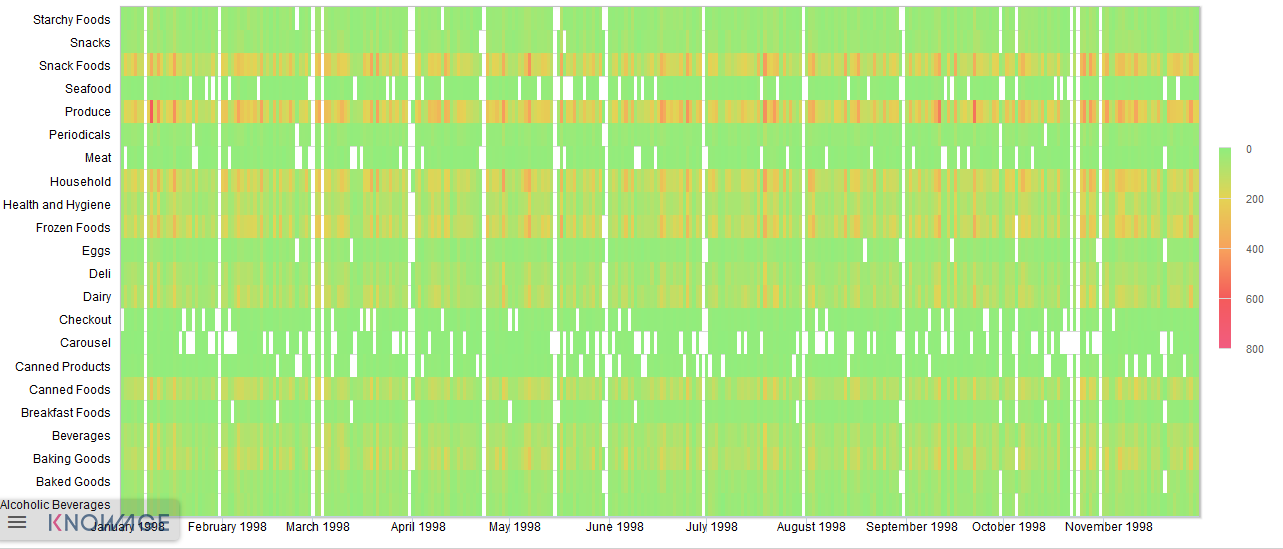 Starchy Foods
Snacks
Snack Foods
Seafood
Produce
Periodicals
Meat
Household
Health and Hygiene
Frozen Foods
Eggs
Deli
Dairy
Checkout
Carousel
Canned Products
Canned Foods
Breakfast Foods
Beverages
Baking Goods
Baked Goods
Alcoholic Beverages
0
200
400
600
800
KNOWAGE
January 1998 February 1998 March 1998 April 1998 May 1998 June 1998 July 1998 August 1998 September 1998 October 1998 November 1998